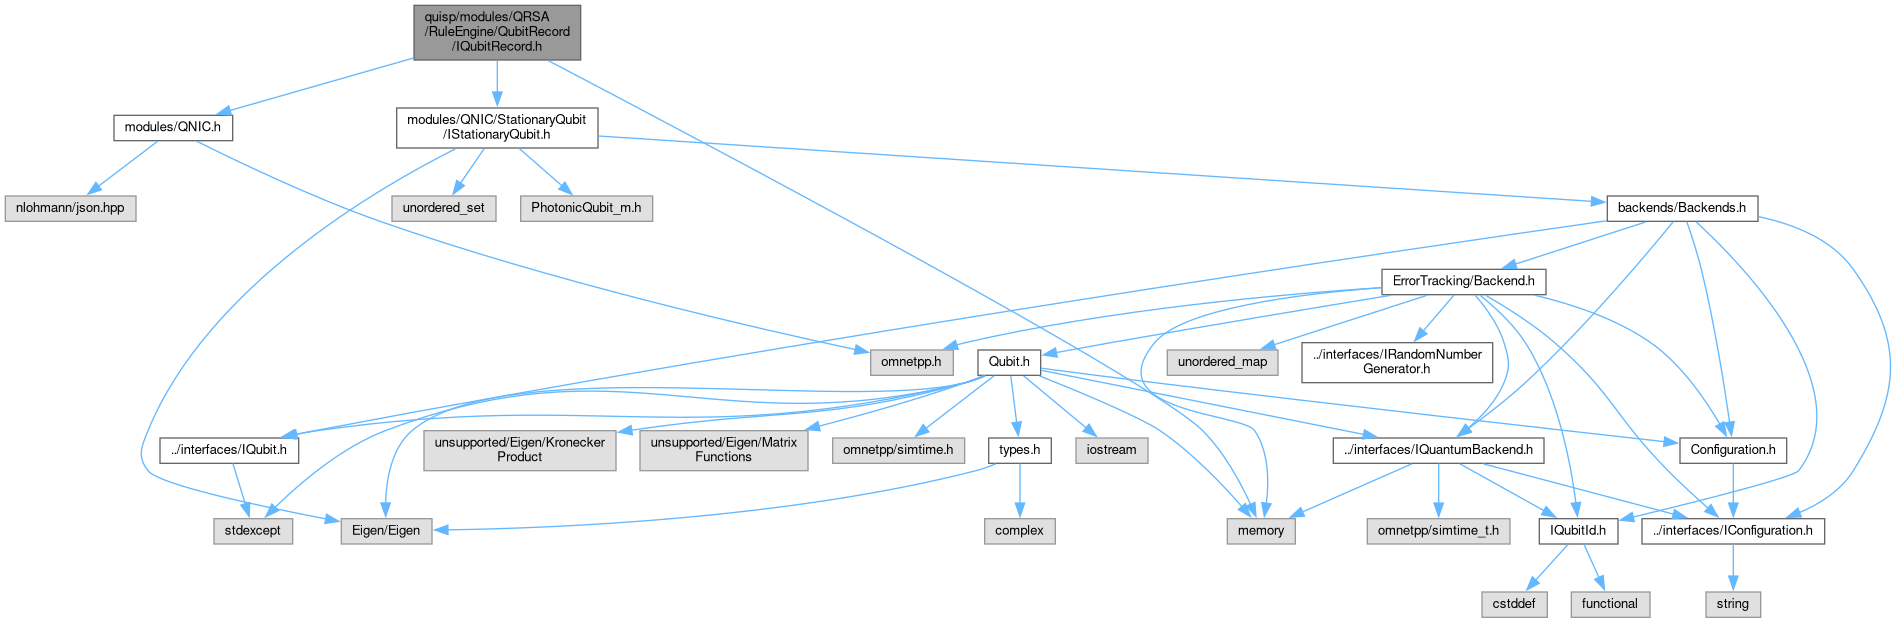 quisp/modules/QRSA
/RuleEngine/QubitRecord
/IQubitRecord.h
modules/QNIC.h
modules/QNIC/StationaryQubit
/IStationaryQubit.h
nlohmann/json.hpp
unordered_set
PhotonicQubit_m.h
backends/Backends.h
ErrorTracking/Backend.h
omnetpp.h
Qubit.h
unordered_map
../interfaces/IRandomNumber
Generator.h
../interfaces/IQubit.h
unsupported/Eigen/Kronecker
Product
unsupported/Eigen/Matrix
Functions
omnetpp/simtime.h
types.h
iostream
../interfaces/IQuantumBackend.h
Configuration.h
stdexcept
Eigen/Eigen
complex
memory
omnetpp/simtime_t.h
IQubitId.h
../interfaces/IConfiguration.h
cstddef
functional
string